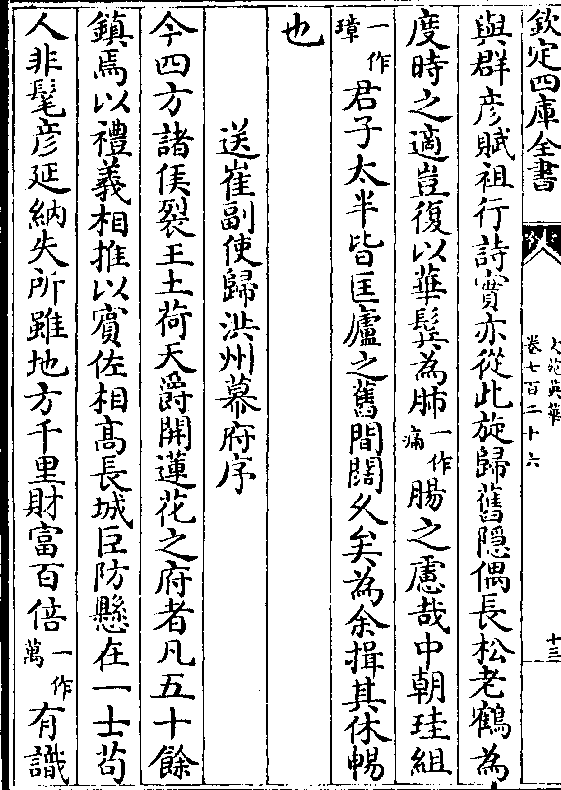 欽定四庫全書
文苑英華
卷七百二十六
十三
與群彦賦祖行詩實亦從此旋歸舊隠偶長松老鶴為
度時之適豈復以華髮為肺一作痛腸之慮哉中朝珪組
一作璋君子太半皆匡廬之舊間闊乆矣為余揖其休暢
也
送崔副使歸洪州幕府序
今四方諸侯裂王土荷天爵開蓮花之府者凡五十餘
鎮焉以禮義相推以賓佐相髙長城巨防懸在一士茍
人非髦彦延納失所雖地方千里財富百倍一作萬有識